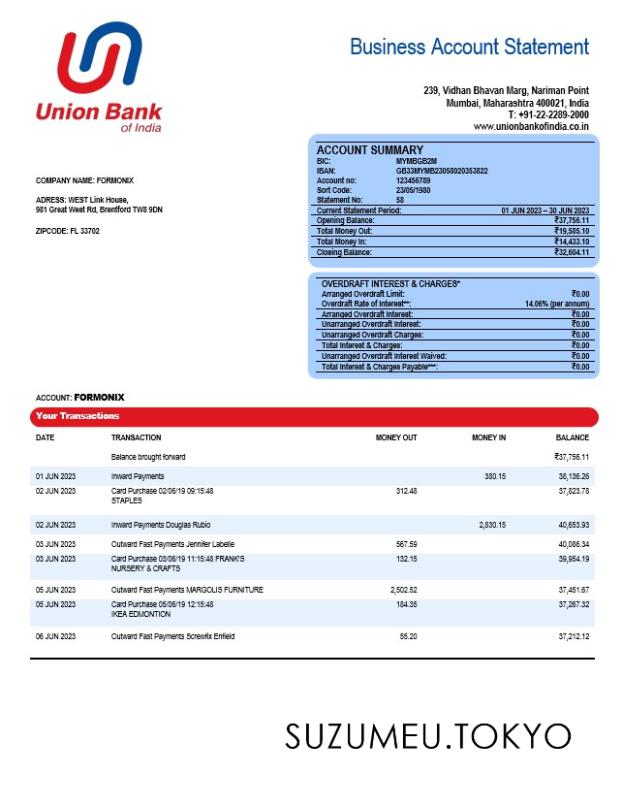 Union Bank
of India
Business Account Statement
239, Vidhan Bhavan Marg, Nariman Point
Mumbai, Maharashtra 400021, India
T: +91-22-2289-2000
www.unionbankofindia.co.in
COMPANY NAME: FORMONIX
ADRESS: WEST Link House,
981 Great West Rd, Brentford TW8 9DN
ZIPCODE: FL 33702
ACCOUNT SUMMARY
BIC: MYMBGB2M
IBAN: GB33MYMB23058020353822
Account no: 123456789
Sort Code: 23/05/1980
Statement No: 58
Current Statement Period: 01 JUN 2023 – 30 JUN 2023
Opening Balance: ₹37,756.11
Total Money Out: ₹19,585.10
Total Money In: ₹14,433.10
Closing Balance: ₹32,604.11
OVERDRAFT INTEREST & CHARGES*
Arranged Overdraft Limit: ₹0.00
Overdraft Rate of Interest**: 14.06% (per annum)
Arranged Overdraft Interest: ₹0.00
Unarranged Overdraft Interest: ₹0.00
Unarranged Overdraft Charges: ₹0.00
Total Interest & Charges: ₹0.00
Unarranged Overdraft Interest Waived: ₹0.00
Total Interest & Charges Payable***: ₹0.00
ACCOUNT: FORMONIX
Your Transactions
DATE TRANSACTION MONEY OUT MONEY IN BALANCE
Balance brought forward ₹37,756.11
01 JUN 2023 Inward Payments 380.15 38,136.26
02 JUN 2023 Card Purchase 02/06/19 09:15:48 312.48 37,823.78
STAPLES
02 JUN 2023 Inward Payments Douglas Rubio 2,830.15 40,653.93
03 JUN 2023 Outward Fast Payments Jennifer Labelle 567.59 40,086.34
03 JUN 2023 Card Purchase 03/06/19 11:15:48 FRANK'S 132.15 39,954.19
NURSERY & CRAFTS
05 JUN 2023 Outward Fast Payments MARGOLIS FURNITURE 2,502.52 37,451.67
05 JUN 2023 Card Purchase 05/06/19 12:15:48 184.35 37,267.32
IKEA EDMONTION
06 JUN 2023 Outward Fast Payments Screwfix Enfield 55.20 37,212.12
SUZUMEU.TOKYO